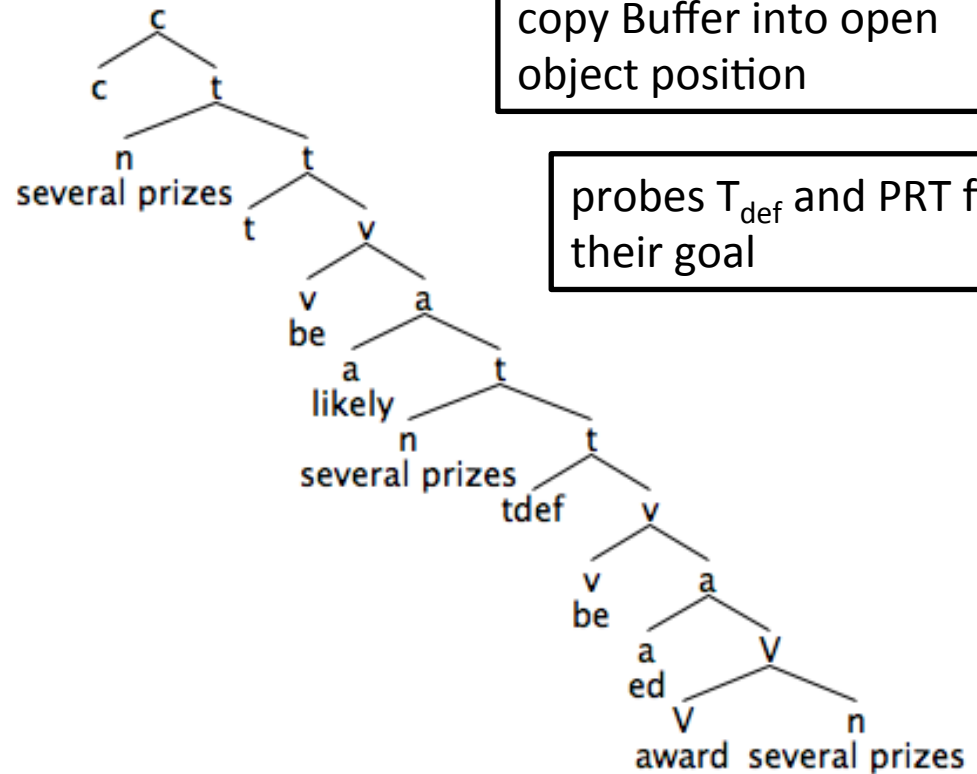 c
copy Buffer into open
object position
c t
n t
several prizes
probes T_def and PRT f
their goal
t v
v a
be
a t
likely
n t
several prizes
tdef v
v a
be
a V
ed
V n
award several prizes